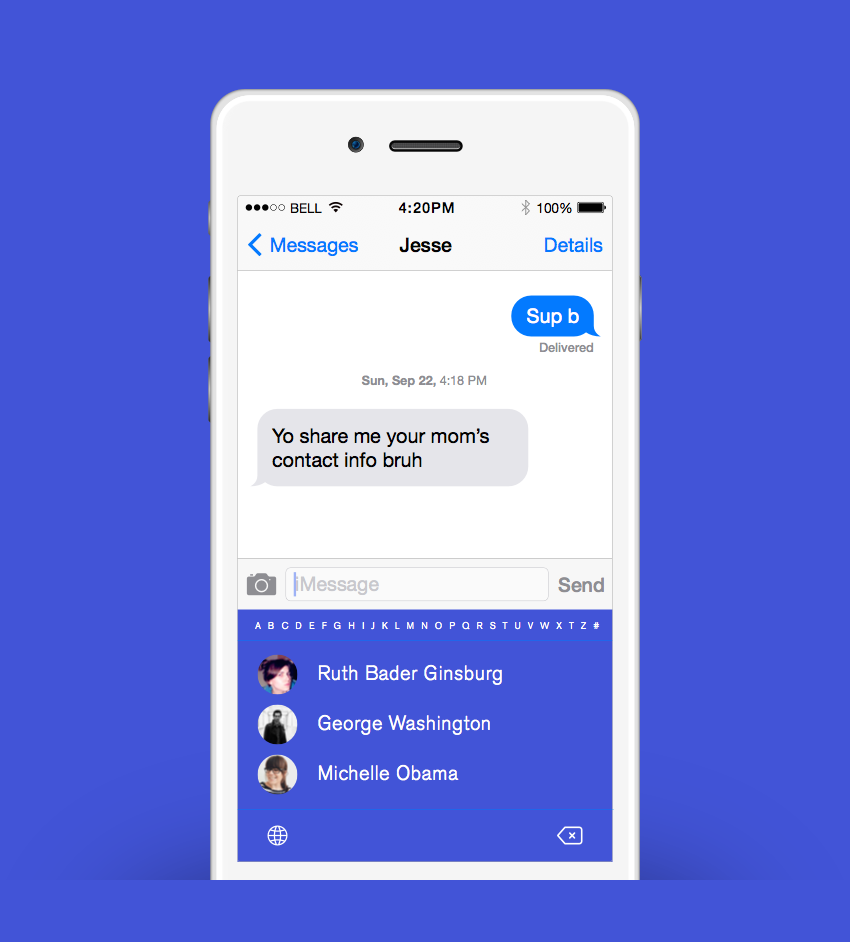 BELL 4:20PM 100%
Messages Jesse Details
Sup b
Delivered
Sun, Sep 22, 4:18 PM
Yo share me your mom’s
contact info bruh
iMessage Send
A B C D E F G H I J K L M N O P Q R S T U V W X T Z #
Ruth Bader Ginsburg
George Washington
Michelle Obama